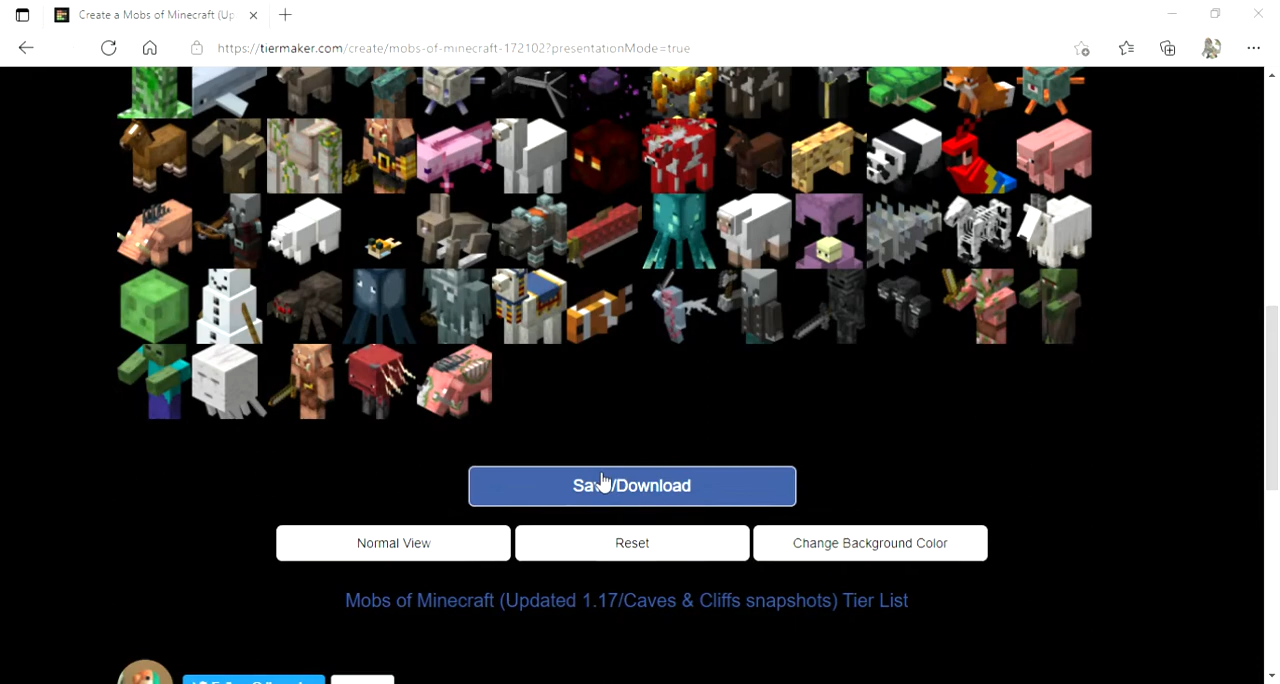 Create a Mobs of Minecraft (Up
https://tiermaker.com/create/mobs-of-minecraft-172102?presentationMode=true
Save/Download
Normal View
Reset
Change Background Color
Mobs of Minecraft (Updated 1.17/Caves & Cliffs snapshots) Tier List